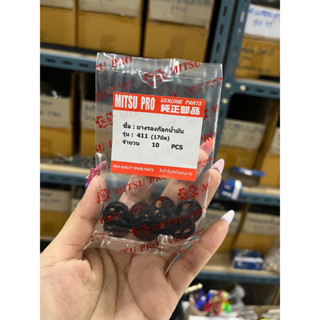 MITSU PRO
GENUINE PARTS
純正部品
ชื่อ : ยางรองก๊อกน้ำมัน
รุ่น : 411 (17มิล)
จำนวน 10 PCS
HIGH QUALITY SPARE PARTS
MITSU PRO